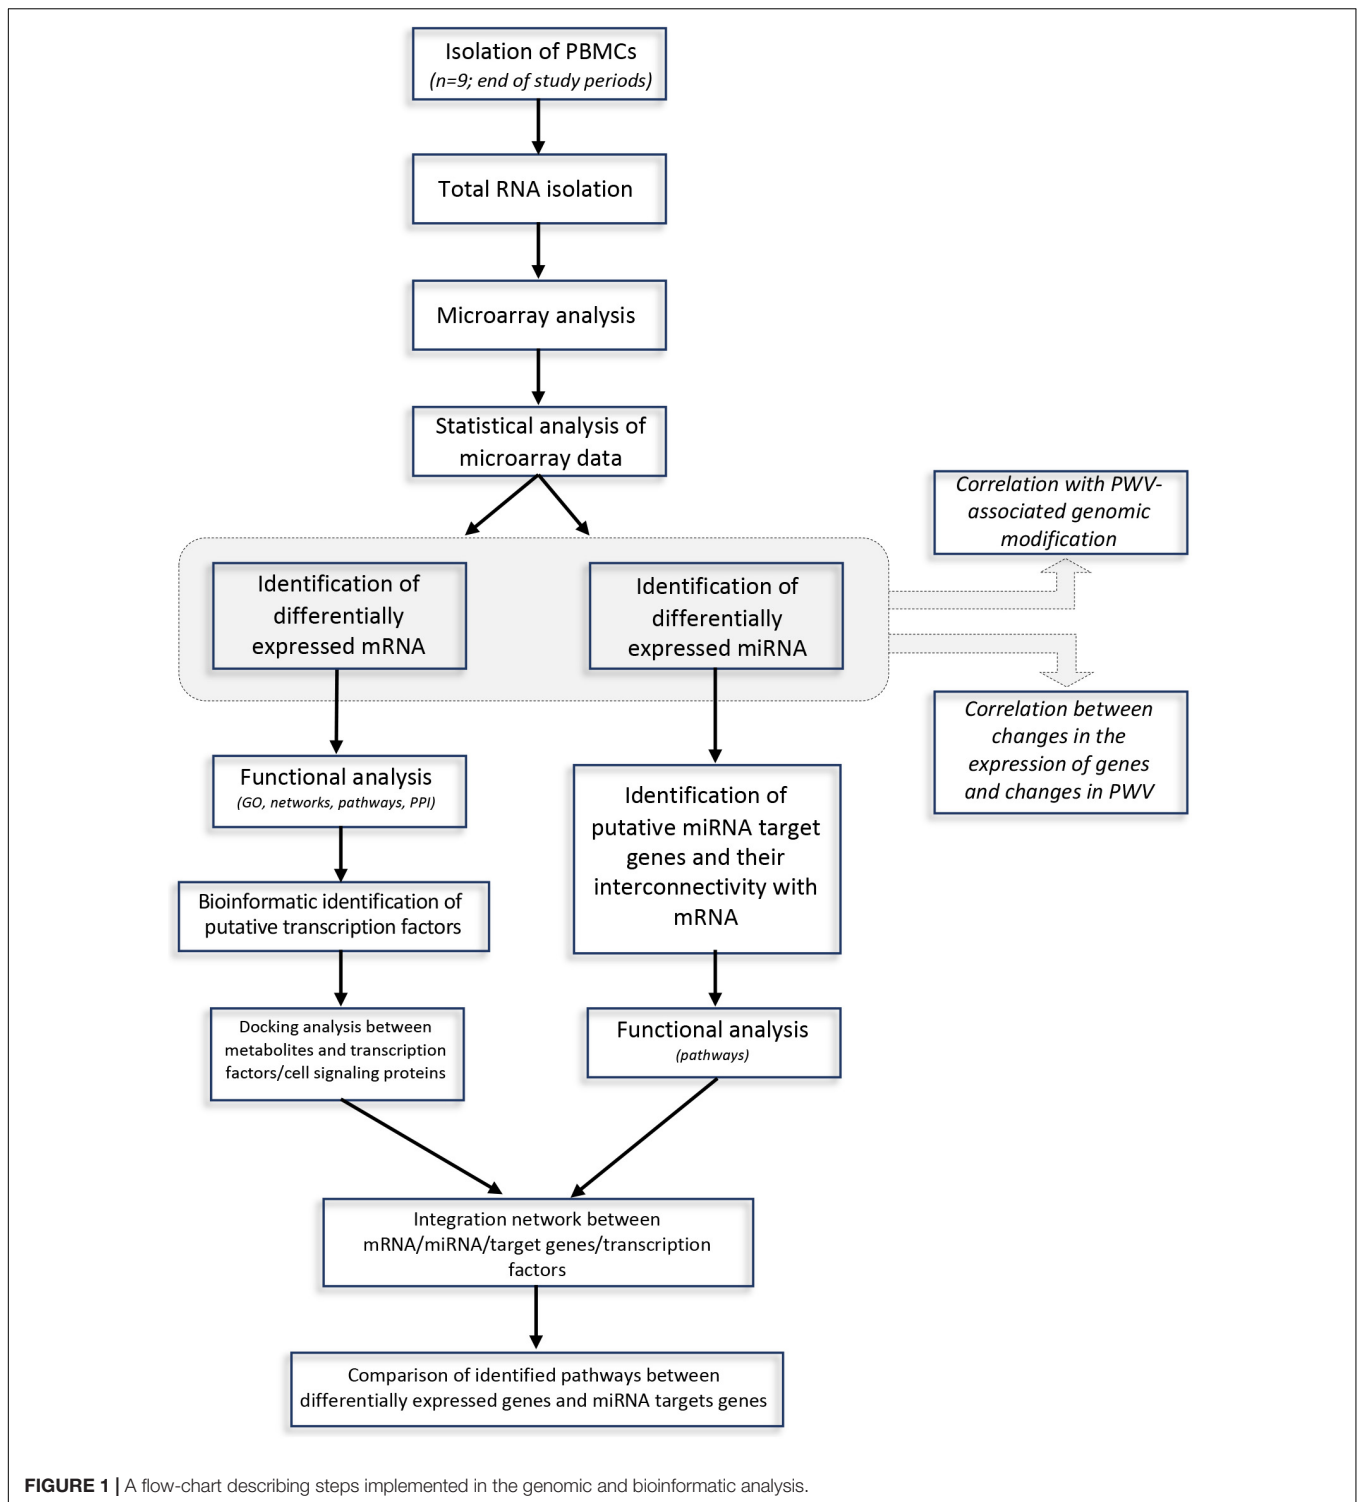 Isolation of PBMCs
(n=9; end of study periods)
Total RNA isolation
Microarray analysis
Statistical analysis of
microarray data
Correlation with PWV-
associated genomic
modification
Identification of
differentially
expressed mRNA
Identification of
differentially
expressed miRNA
Correlation between
changes in the
expression of genes
and changes in PWV
Functional analysis
(GO, networks, pathways, PPI)
Identification of
putative miRNA target
genes and their
interconnectivity with
mRNA
Bioinformatic identification of
putative transcription factors
Docking analysis between
metabolites and transcription
factors/cell signaling proteins
Functional analysis
(pathways)
Integration network between
mRNA/miRNA/target genes/transcription
factors
Comparison of identified pathways between
differentially expressed genes and miRNA targets genes
FIGURE 1 | A flow-chart describing steps implemented in the genomic and bioinformatic analysis.